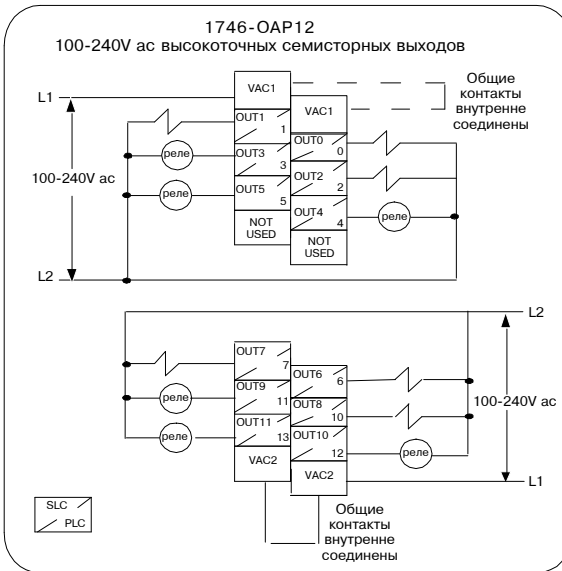 1746-OAP12
100-240V ac высокоточных семисторных выходов
VAC1
Общие
контакты
внутренне
соединены
L1
VAC1
OUT1
1
OUT0
0
реле
OUT3
3
100-240V ac
OUT2
2
реле
OUT5
5
OUT4
4
реле
NOT
USED
NOT
USED
L2
L2
OUT7
7
OUT6
6
реле
OUT9
11
OUT8
10
100-240V ac
реле
OUT11
13
OUT10
12
реле
VAC2
VAC2
L1
SLC
PLC
Общие
контакты
внутренне
соединены